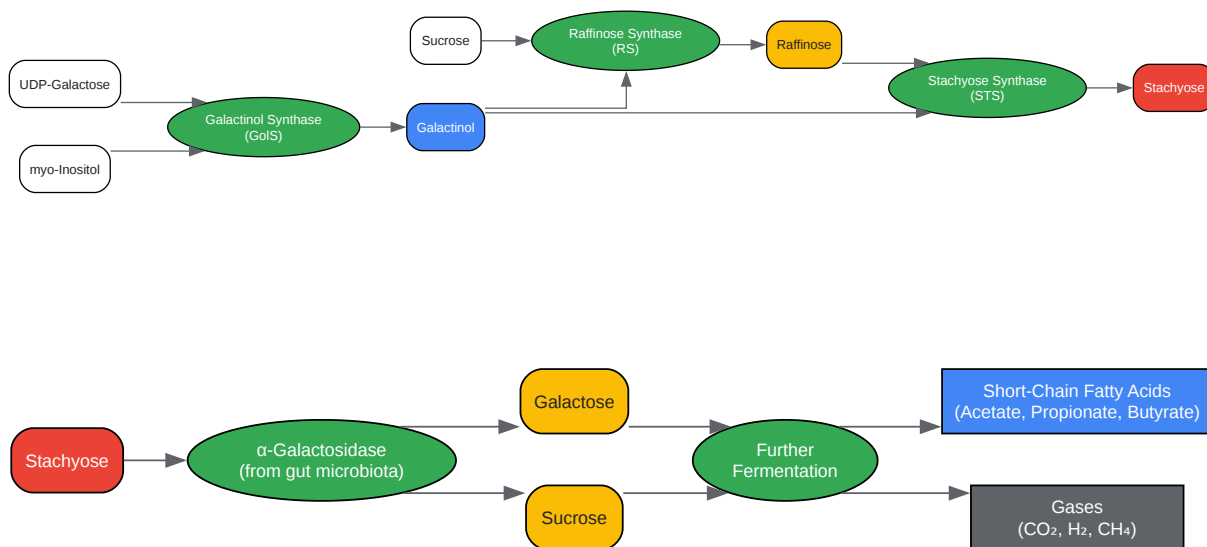 Sucrose
Raffinose Synthase
(RS)
Raffinose
UDP-Galactose
Stachyose Synthase
(STS)
Stachyose
Galactinol Synthase
(GolS)
Galactinol
myo-Inositol
Galactose
Short-Chain Fatty Acids
(Acetate, Propionate, Butyrate)
Stachyose
α-Galactosidase
(from gut microbiota)
Further
Fermentation
Sucrose
Gases
(CO₂, H₂, CH₄)